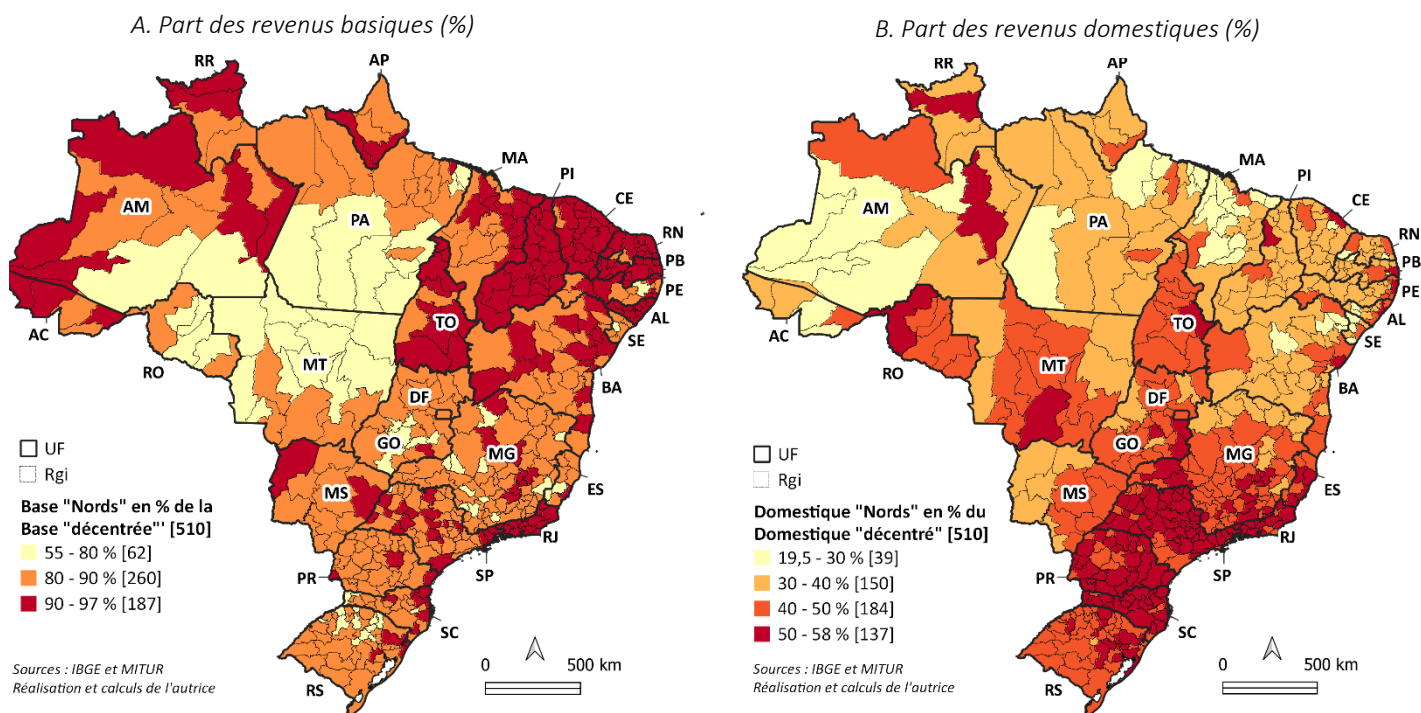 A. Part des revenus basiques (%)
RR
AP
AM
PA
MA
PI
CE
RN
PB
PE
AL
SE
BA
AC
RO
MT
TO
DF
GO
MG
ES
MS
RJ
SP
PR
SC
RS
UF
Rgi
Base "Nords" en % de la
Base "décentrée"' [510]
55 - 80 % [62]
80 - 90 % [260]
90 - 97 % [187]
Sources : IBGE et MITUR
Réalisation et calculs de l'autrice
0 500 km
B. Part des revenus domestiques (%)
RR
AP
AM
PA
MA
PI
CE
RN
PB
PE
AL
SE
BA
AC
RO
MT
TO
DF
GO
MG
ES
MS
RJ
SP
PR
SC
RS
UF
Rgi
Domestique "Nords" en % du
Domestique "décentré" [510]
19,5 - 30 % [39]
30 - 40 % [150]
40 - 50 % [184]
50 - 58 % [137]
Sources : IBGE et MITUR
Réalisation et calculs de l'autrice
0 500 km